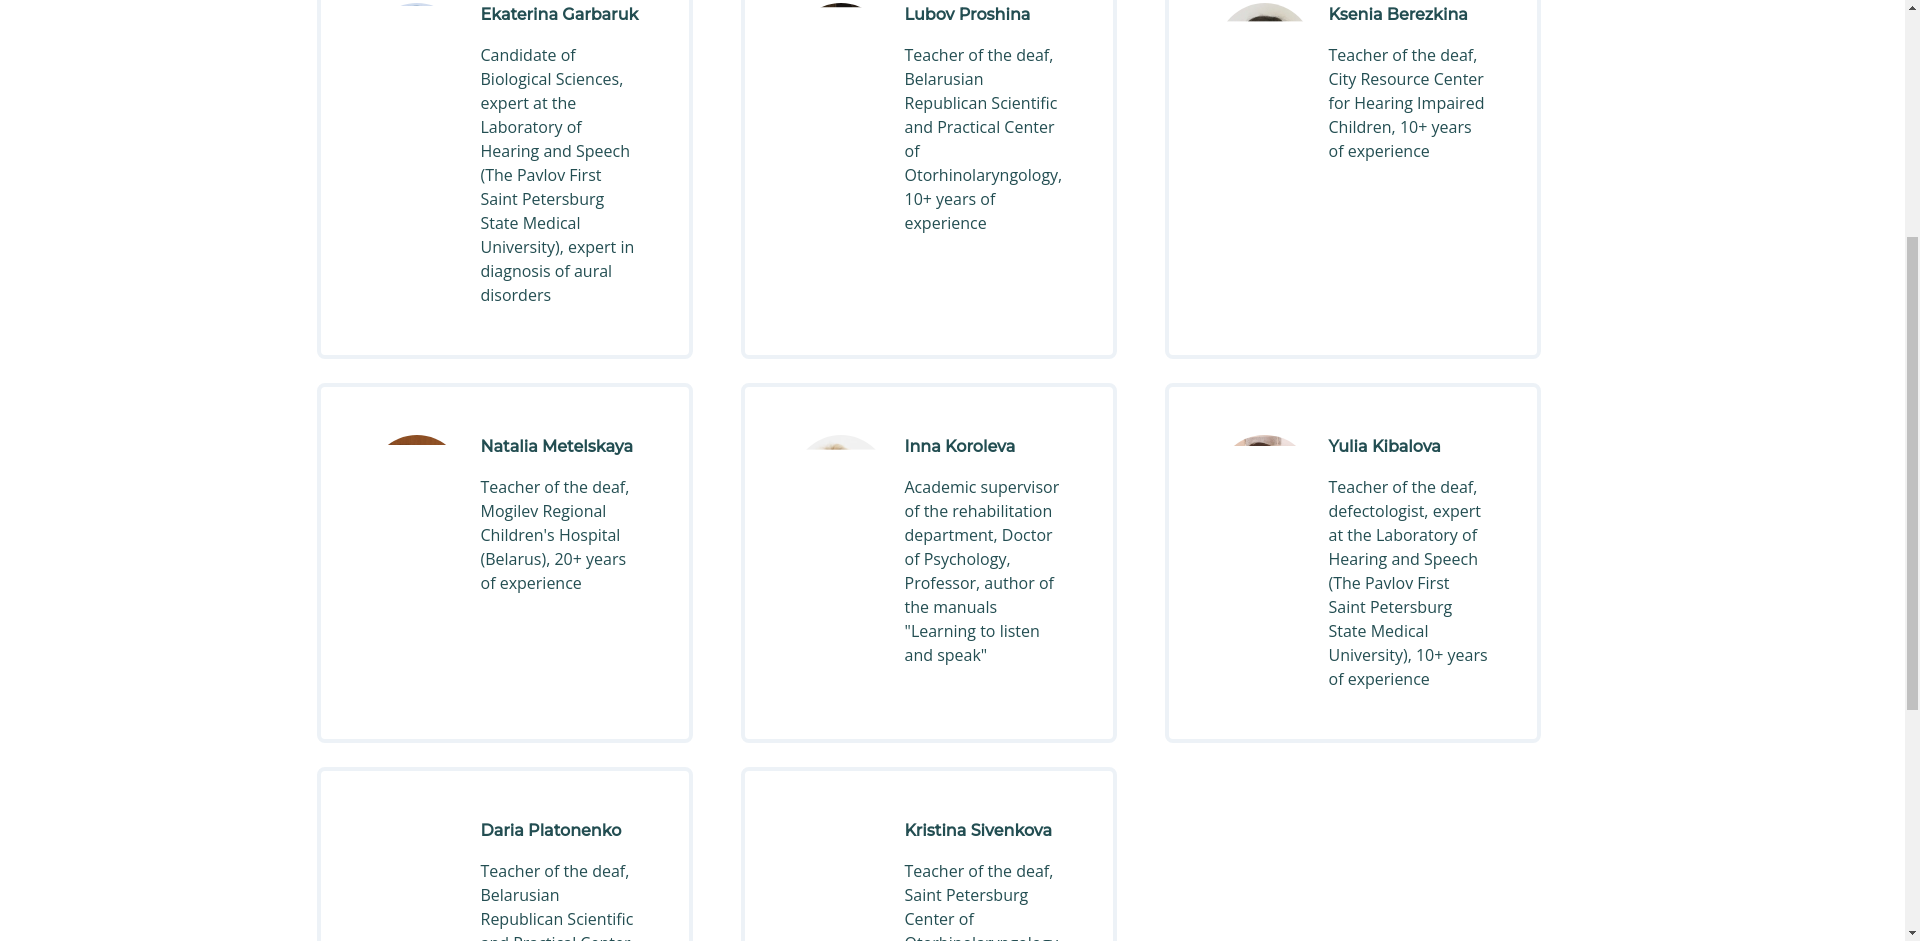 Ekaterina Garbaruk
Candidate of
Biological Sciences,
expert at the
Laboratory of
Hearing and Speech
(The Pavlov First
Saint Petersburg
State Medical
University), expert in
diagnosis of aural
disorders
Lubov Proshina
Teacher of the deaf,
Belarusian
Republican Scientific
and Practical Center
of
Otorhinolaryngology,
10+ years of
experience
Ksenia Berezkina
Teacher of the deaf,
City Resource Center
for Hearing Impaired
Children, 10+ years
of experience
Natalia Metelskaya
Teacher of the deaf,
Mogilev Regional
Children's Hospital
(Belarus), 20+ years
of experience
Inna Koroleva
Academic supervisor
of the rehabilitation
department, Doctor
of Psychology,
Professor, author of
the manuals
"Learning to listen
and speak"
Yulia Kibalova
Teacher of the deaf,
defectologist, expert
at the Laboratory of
Hearing and Speech
(The Pavlov First
Saint Petersburg
State Medical
University), 10+ years
of experience
Daria Platonenko
Teacher of the deaf,
Belarusian
Republican Scientific
and Practical Center
Kristina Sivenkova
Teacher of the deaf,
Saint Petersburg
Center of
Otorhinolaryngology